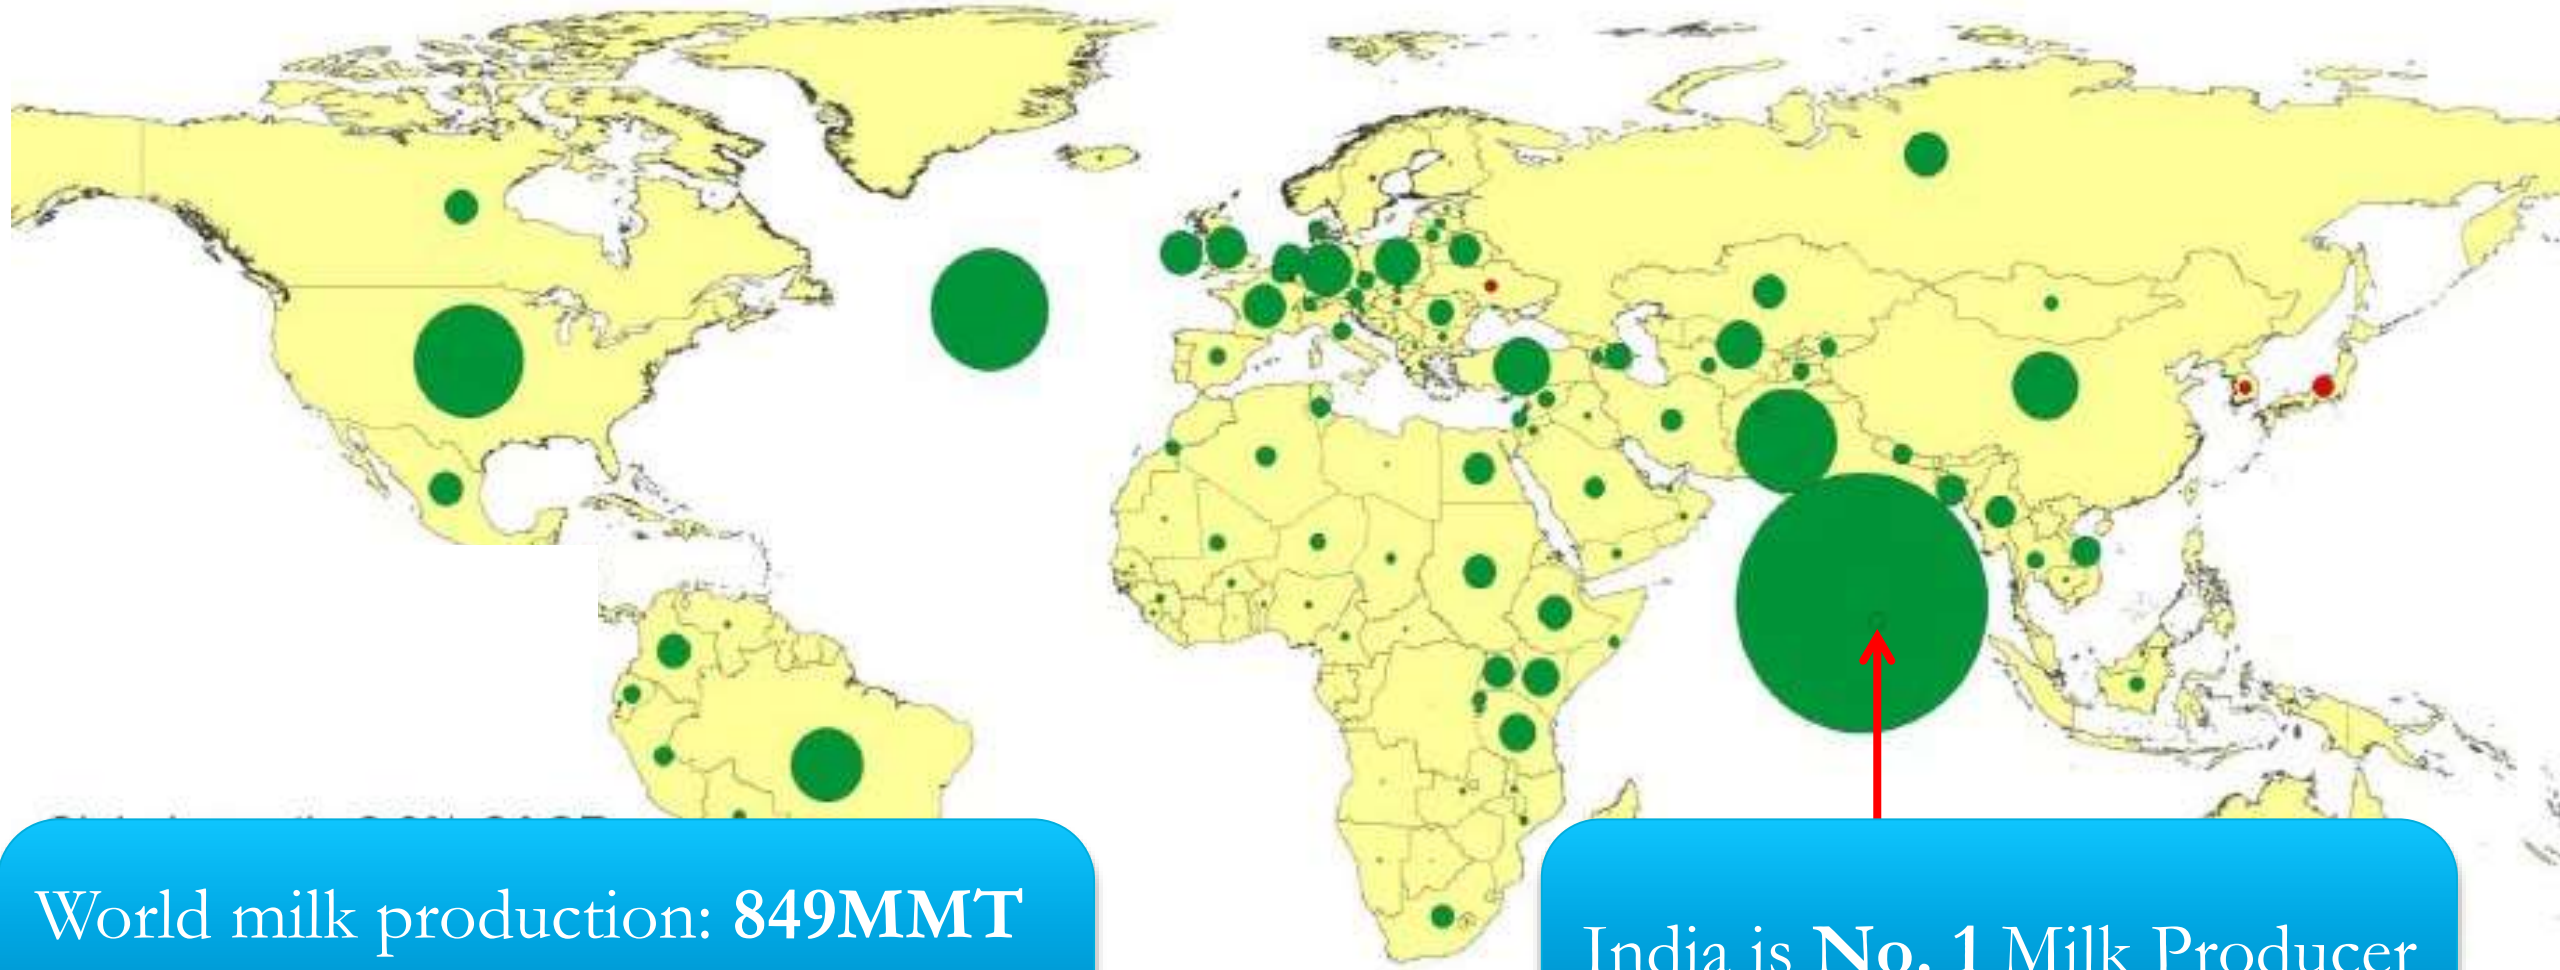 World milk production: 849MMT
India is No. 1 Milk Producer